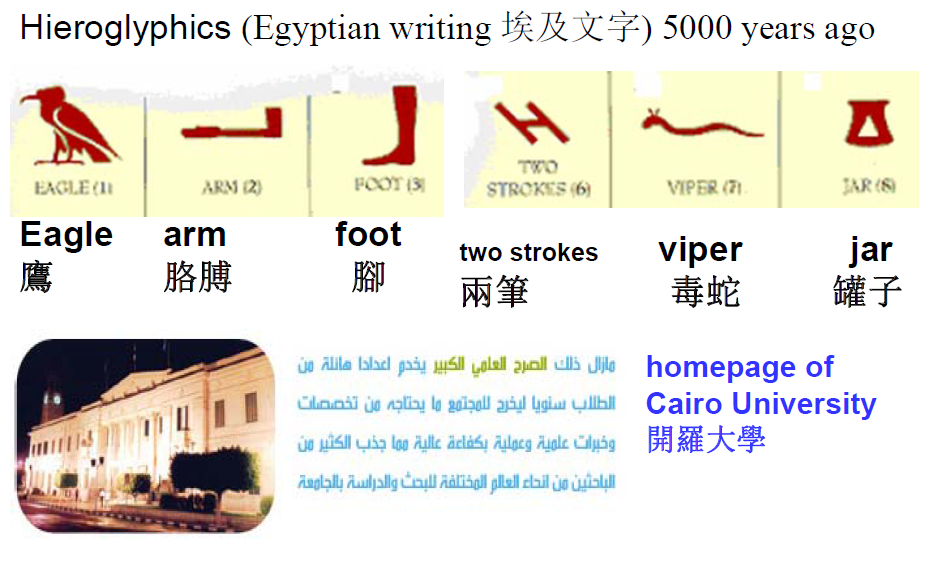 Hieroglyphics (Egyptian writing 埃及文字) 5000 years ago
EAGLE (1)
ARM (2)
FOOT (3)
TWO
STROKES (6)
VIPER (7)
JAR (8)
Eagle
鷹
arm
胳膊
foot
腳
two strokes
兩筆
viper
毒蛇
jar
罐子
مازال ذلك الصرح العلمي الكبير يخدم اعدادا هائلة من
الطلاب سنويا ليخرج للمجتمع ما يحتاجه من تخصصات
وخبرات علمية وعملية بكفاءة عالية مما جذب الكثير من
الباحثين من انحاء العالم المختلفة للبحث والدراسة بالجامعة
homepage of
Cairo University
開羅大學